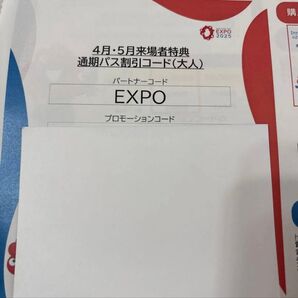 EXPO
2025
4月・5月来場者特典
通期パス割引コード(大人)
パートナーコード
EXPO
プロモーションコード
購